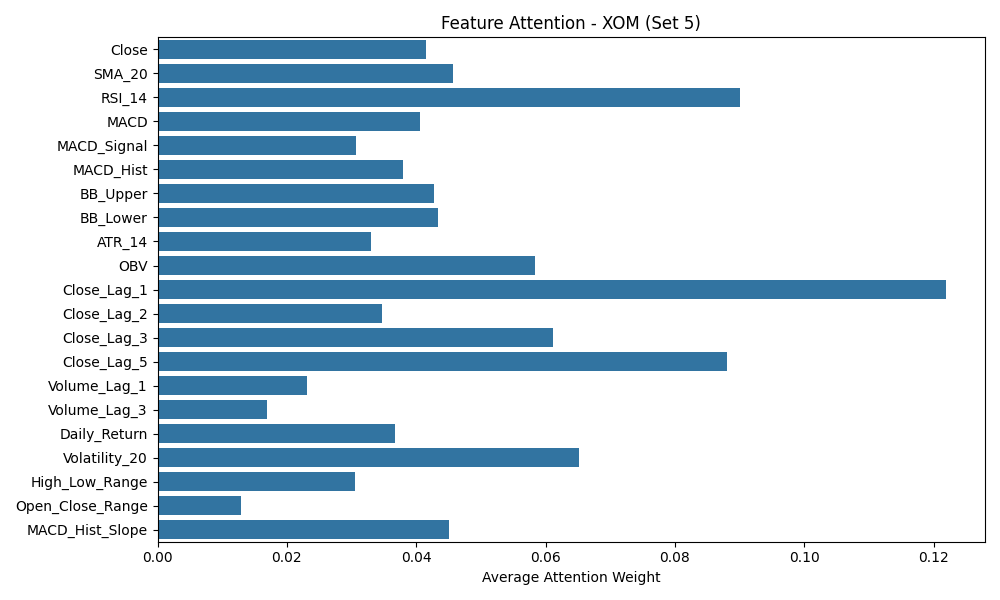 Feature Attention - XOM (Set 5)
Close
SMA_20
RSI_14
MACD
MACD_Signal
MACD_Hist
BB_Upper
BB_Lower
ATR_14
OBV
Close_Lag_1
Close_Lag_2
Close_Lag_3
Close_Lag_5
Volume_Lag_1
Volume_Lag_3
Daily_Return
Volatility_20
High_Low_Range
Open_Close_Range
MACD_Hist_Slope
0.00 0.02 0.04 0.06 0.08 0.10 0.12
Average Attention Weight